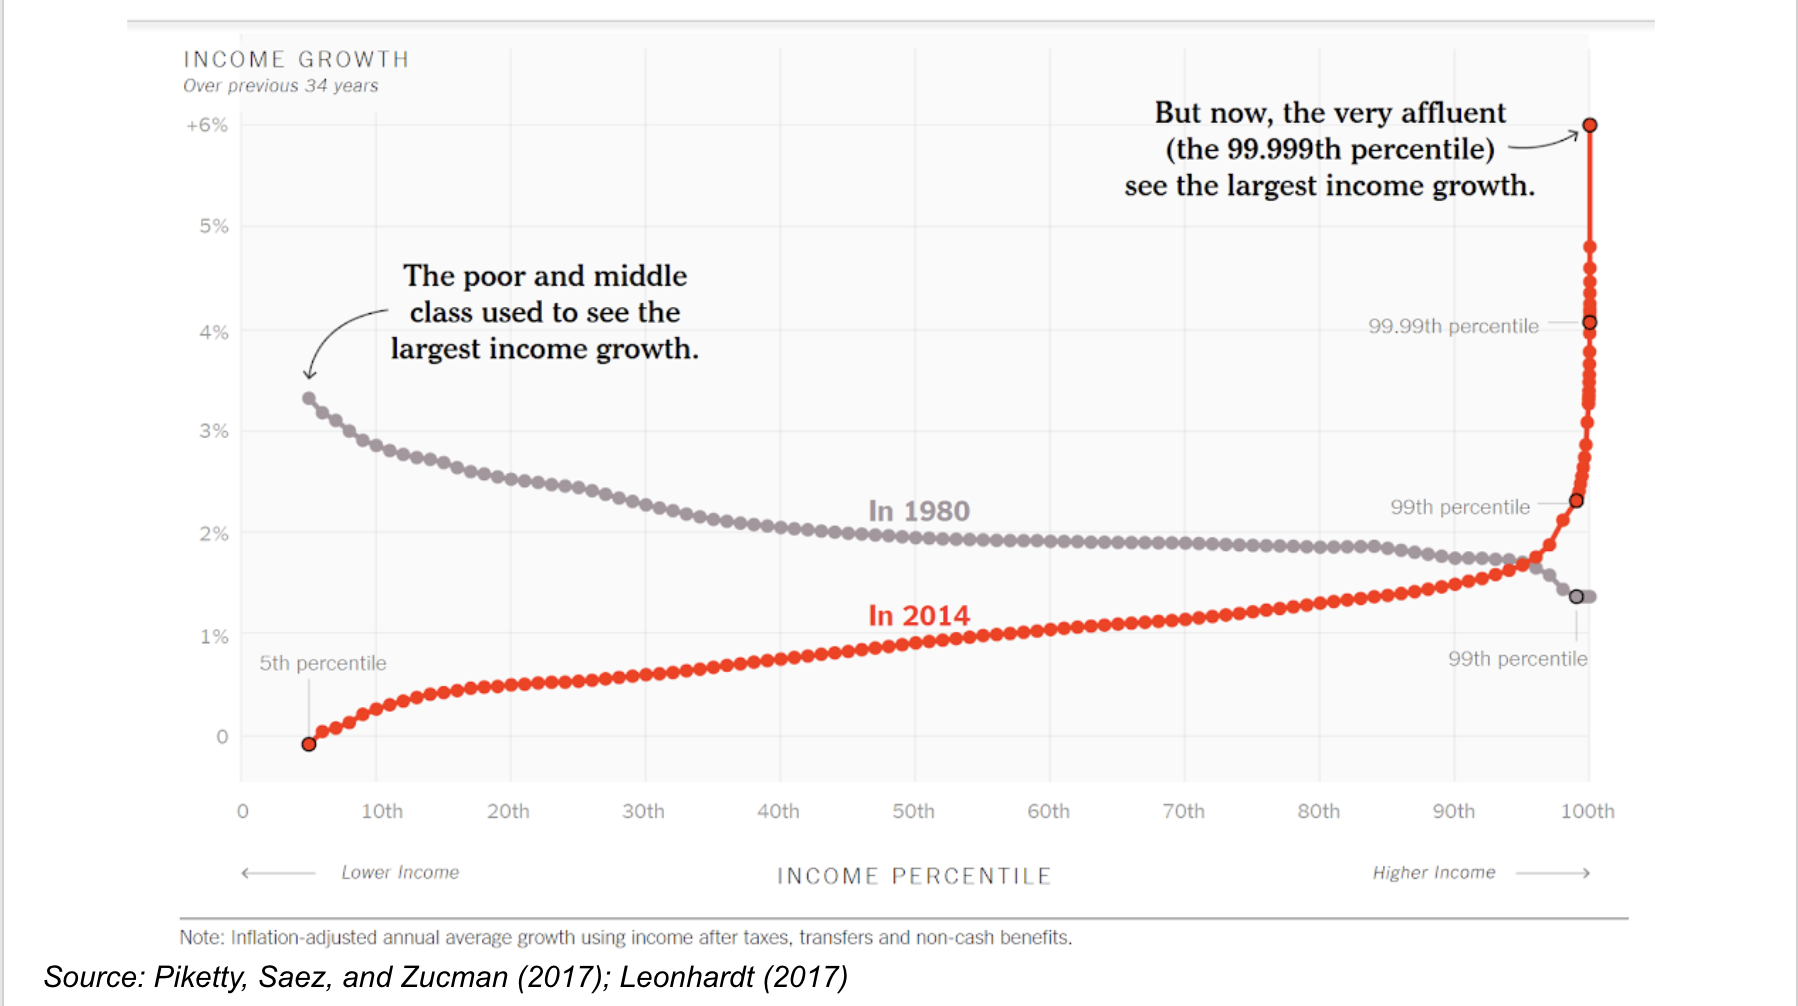 INCOME GROWTH
Over previous 34 years
+6%
5%
4%
3%
2%
1%
0
But now, the very affluent
(the 99.999th percentile)
see the largest income growth.
The poor and middle
class used to see the
largest income growth.
99.99th percentile
99th percentile
In 1980
In 2014
5th percentile
99th percentile
0 10th 20th 30th 40th 50th 60th 70th 80th 90th 100th
Lower Income INCOME PERCENTILE Higher Income
Note: Inflation-adjusted annual average growth using income after taxes, transfers and non-cash benefits.
Source: Piketty, Saez, and Zucman (2017); Leonhardt (2017)